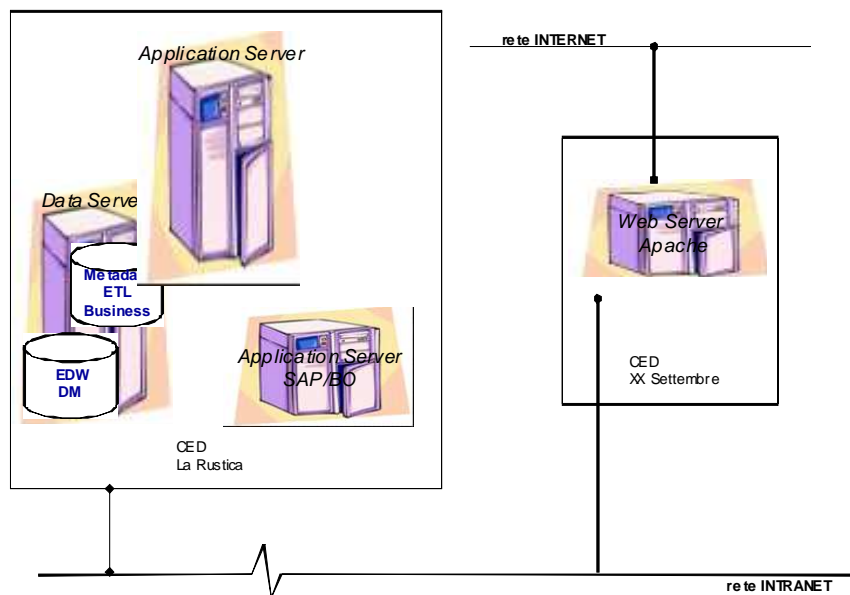 Application Server
rete INTERNET
Data Serve
Metada
ETL
Business
EDW
DM
Application Server
SAP/BO
CED
La Rustica
Web Server
Apache
CED
XX Settembre
rete INTRANET